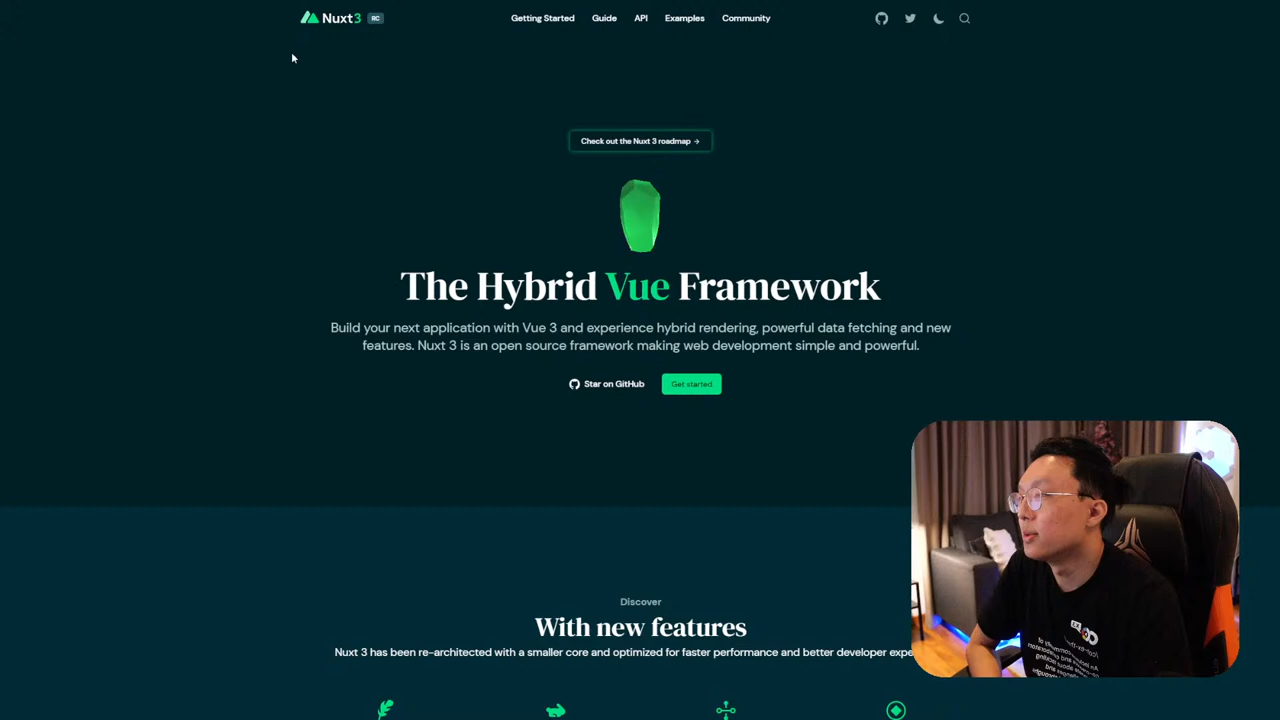 Nuxt3 RC
Getting Started Guide API Examples Community
Check out the Nuxt 3 roadmap →
The Hybrid Vue Framework
Build your next application with Vue 3 and experience hybrid rendering, powerful data fetching and new
features. Nuxt 3 is an open source framework making web development simple and powerful.
Star on GitHub Get started
Discover
With new features
Nuxt 3 has been re-architected with a smaller core and optimized for faster performance and better developer expe